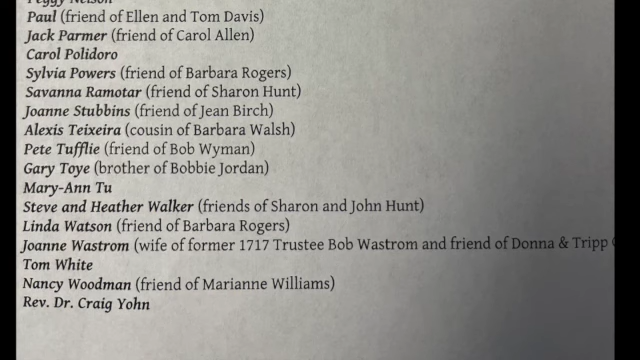 Peggy Nelson
Paul (friend of Ellen and Tom Davis)
Jack Parmer (friend of Carol Allen)
Carol Polidoro
Sylvia Powers (friend of Barbara Rogers)
Savanna Ramotar (friend of Sharon Hunt)
Joanne Stubbins (friend of Jean Birch)
Alexis Teixeira (cousin of Barbara Walsh)
Pete Tufflie (friend of Bob Wyman)
Gary Toye (brother of Bobbie Jordan)
Mary-Ann Tu
Steve and Heather Walker (friends of Sharon and John Hunt)
Linda Watson (friend of Barbara Rogers)
Joanne Wastrom (wife of former 1717 Trustee Bob Wastrom and friend of Donna & Tripp
Tom White
Nancy Woodman (friend of Marianne Williams)
Rev. Dr. Craig Yohn